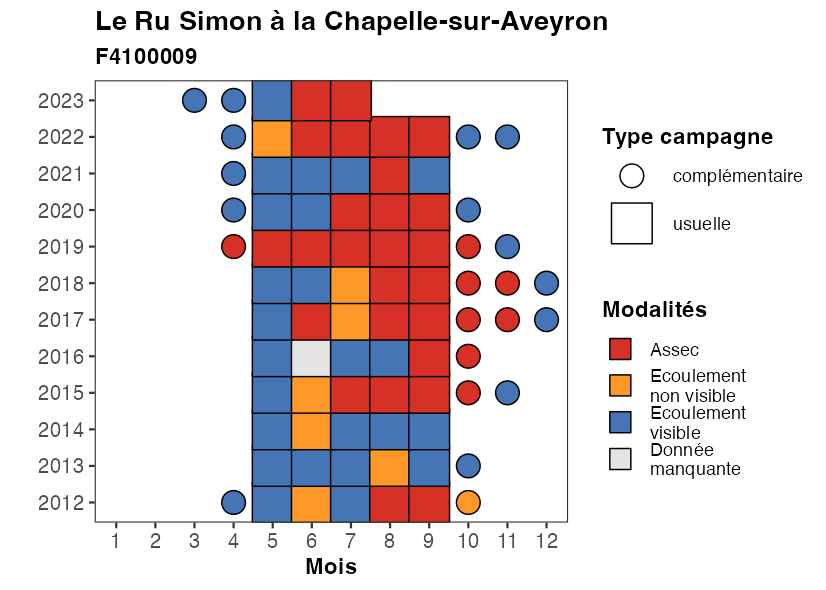 Le Ru Simon à la Chapelle-sur-Aveyron
F4100009
2023
2022
2021
2020
2019
2018
2017
2016
2015
2014
2013
2012
1 2 3 4 5 6 7 8 9 10 11 12
Mois
Type campagne
complémentaire
usuelle
Modalités
Assec
Ecoulement
non visible
Ecoulement
visible
Donnée
manquante